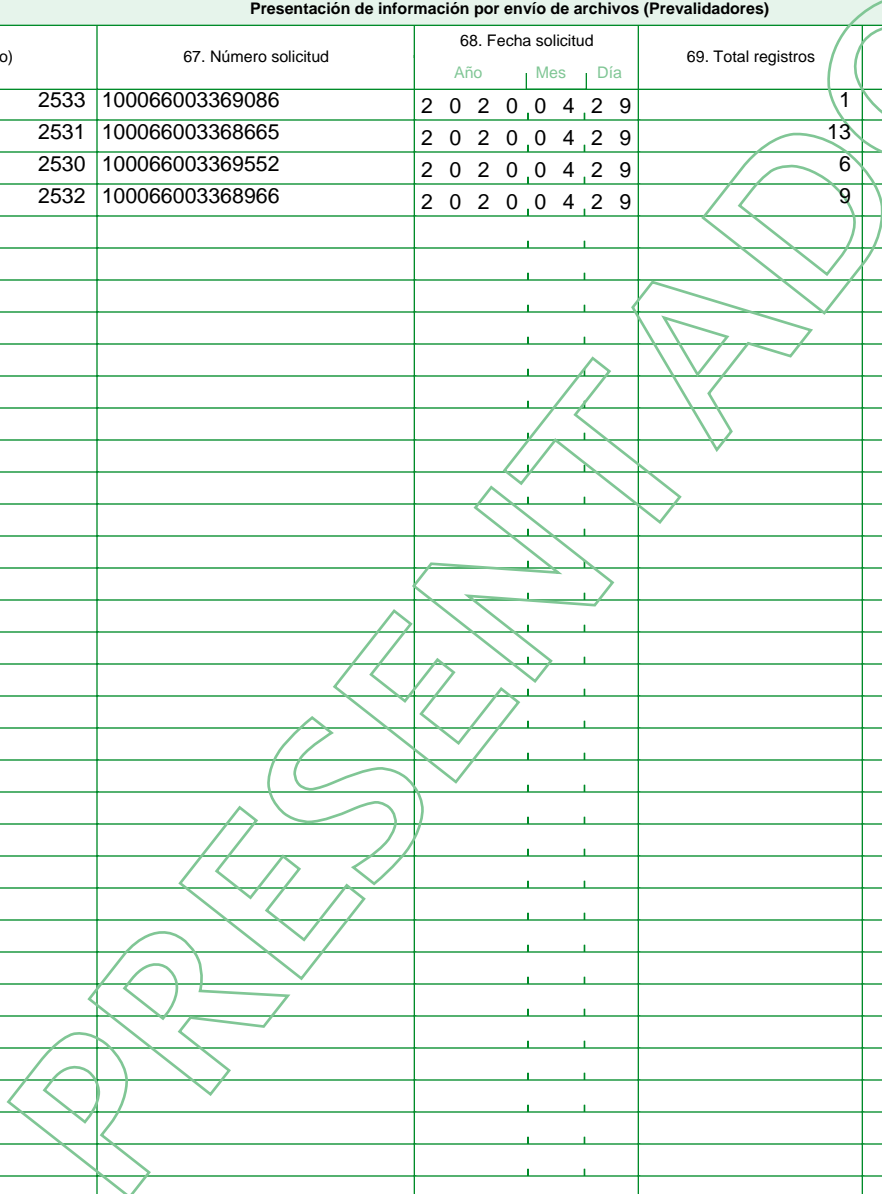 Presentación de información por envío de archivos (Prevalidadores)
o) 67. Número solicitud 68. Fecha solicitud 69. Total registros
Año Mes Día
2533 100066003369086 2 0 2 0 0 4 2 9 1
2531 100066003368665 2 0 2 0 0 4 2 9 13
2530 100066003369552 2 0 2 0 0 4 2 9 6
2532 100066003368966 2 0 2 0 0 4 2 9 9
PRESENTADO